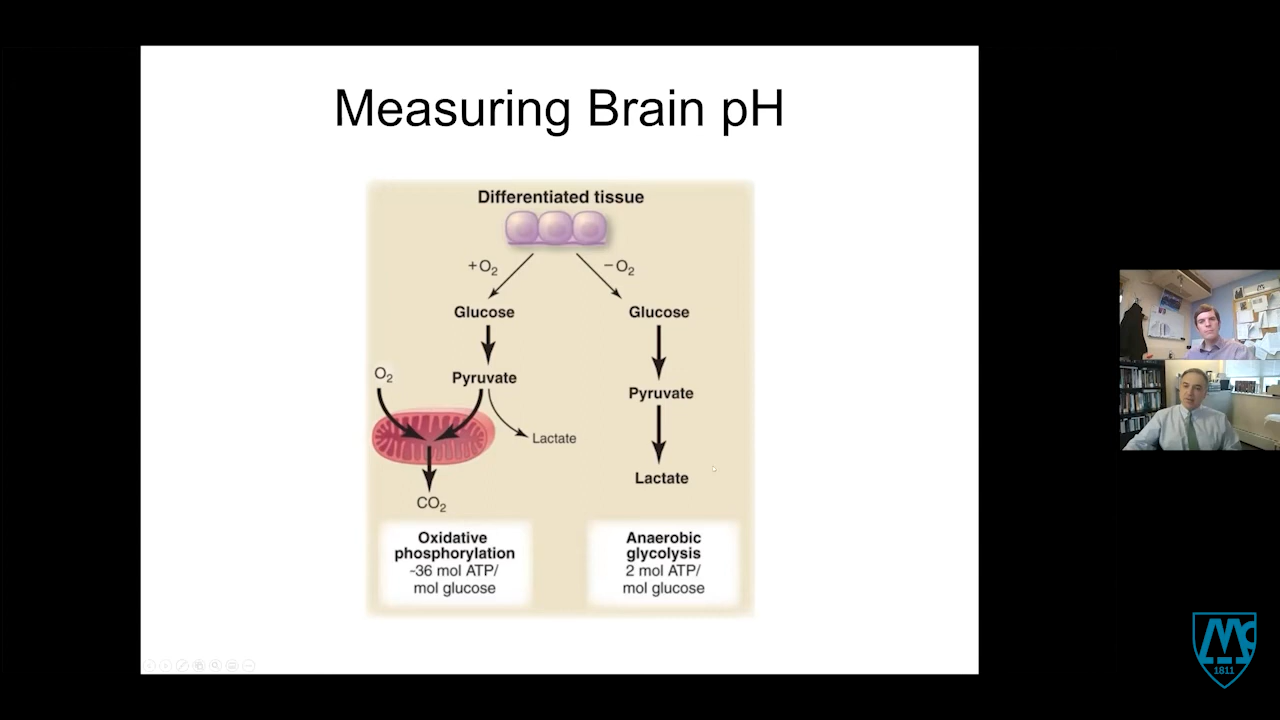 Measuring Brain pH
Differentiated tissue
+O₂
−O₂
Glucose
Glucose
O₂
Pyruvate
Pyruvate
Lactate
Lactate
CO₂
Oxidative
phosphorylation
~36 mol ATP/
mol glucose
Anaerobic
glycolysis
2 mol ATP/
mol glucose
1811